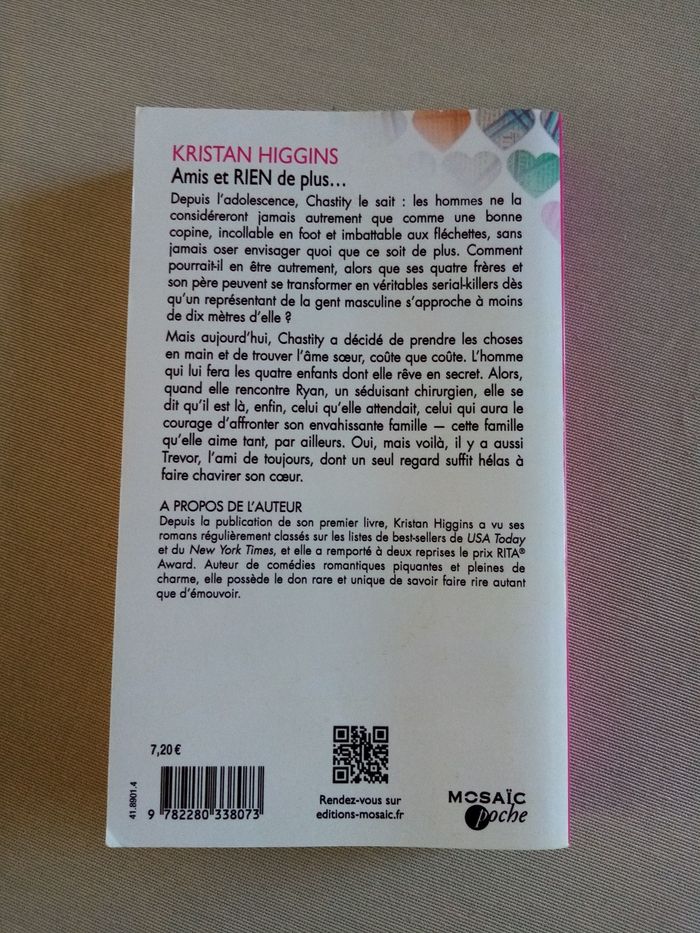 KRISTAN HIGGINS
Amis et RIEN de plus…
Depuis l'adolescence, Chastity le sait : les hommes ne la
considéreront jamais autrement que comme une bonne
copine, incollable en foot et imbattable aux fléchettes, sans
jamais oser envisager quoi que ce soit de plus. Comment
pourrait-il en être autrement, alors que ses quatre frères et
son père peuvent se transformer en véritables serial-killers dès
qu'un représentant de la gent masculine s'approche à moins
de dix mètres d'elle ?
Mais aujourd'hui, Chastity a décidé de prendre les choses
en main et de trouver l'âme sœur, coûte que coûte. L'homme
qui lui fera les quatre enfants dont elle rêve en secret. Alors,
quand elle rencontre Ryan, un séduisant chirurgien, elle se
dit qu'il est là, enfin, celui qu'elle attendait, celui qui aura le
courage d'affronter son envahissante famille — cette famille
qu'elle aime tant, par ailleurs. Oui, mais voilà, il y a aussi
Trevor, l'ami de toujours, dont un seul regard suffit hélas à
faire chavirer son cœur.
A PROPOS DE L'AUTEUR
Depuis la publication de son premier livre, Kristan Higgins a vu ses
romans régulièrement classés sur les listes de best-sellers de USA Today
et du New York Times, et elle a remporté à deux reprises le prix RITA®
Award. Auteur de comédies romantiques piquantes et pleines de
charme, elle possède le don rare et unique de savoir faire rire autant
que d'émouvoir.
7,20 €
41.8901.4
9 782280 338073
Rendez-vous sur
editions-mosaic.fr
MOSAÏC
poche